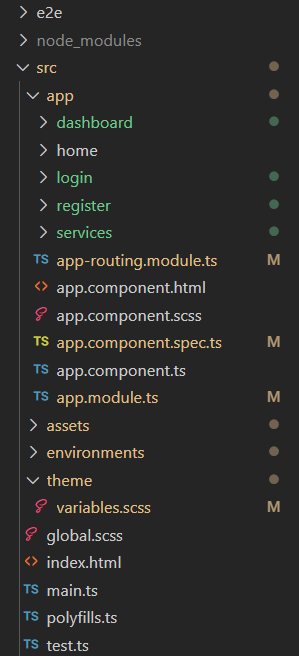 e2e
node_modules
src
app
dashboard
home
login
register
services
TS app-routing.module.ts M
<> app.component.html
app.component.scss
TS app.component.spec.ts M
TS app.component.ts
TS app.module.ts M
assets
environments
theme
variables.scss M
global.scss
<> index.html
TS main.ts
TS polyfills.ts
TS test.ts